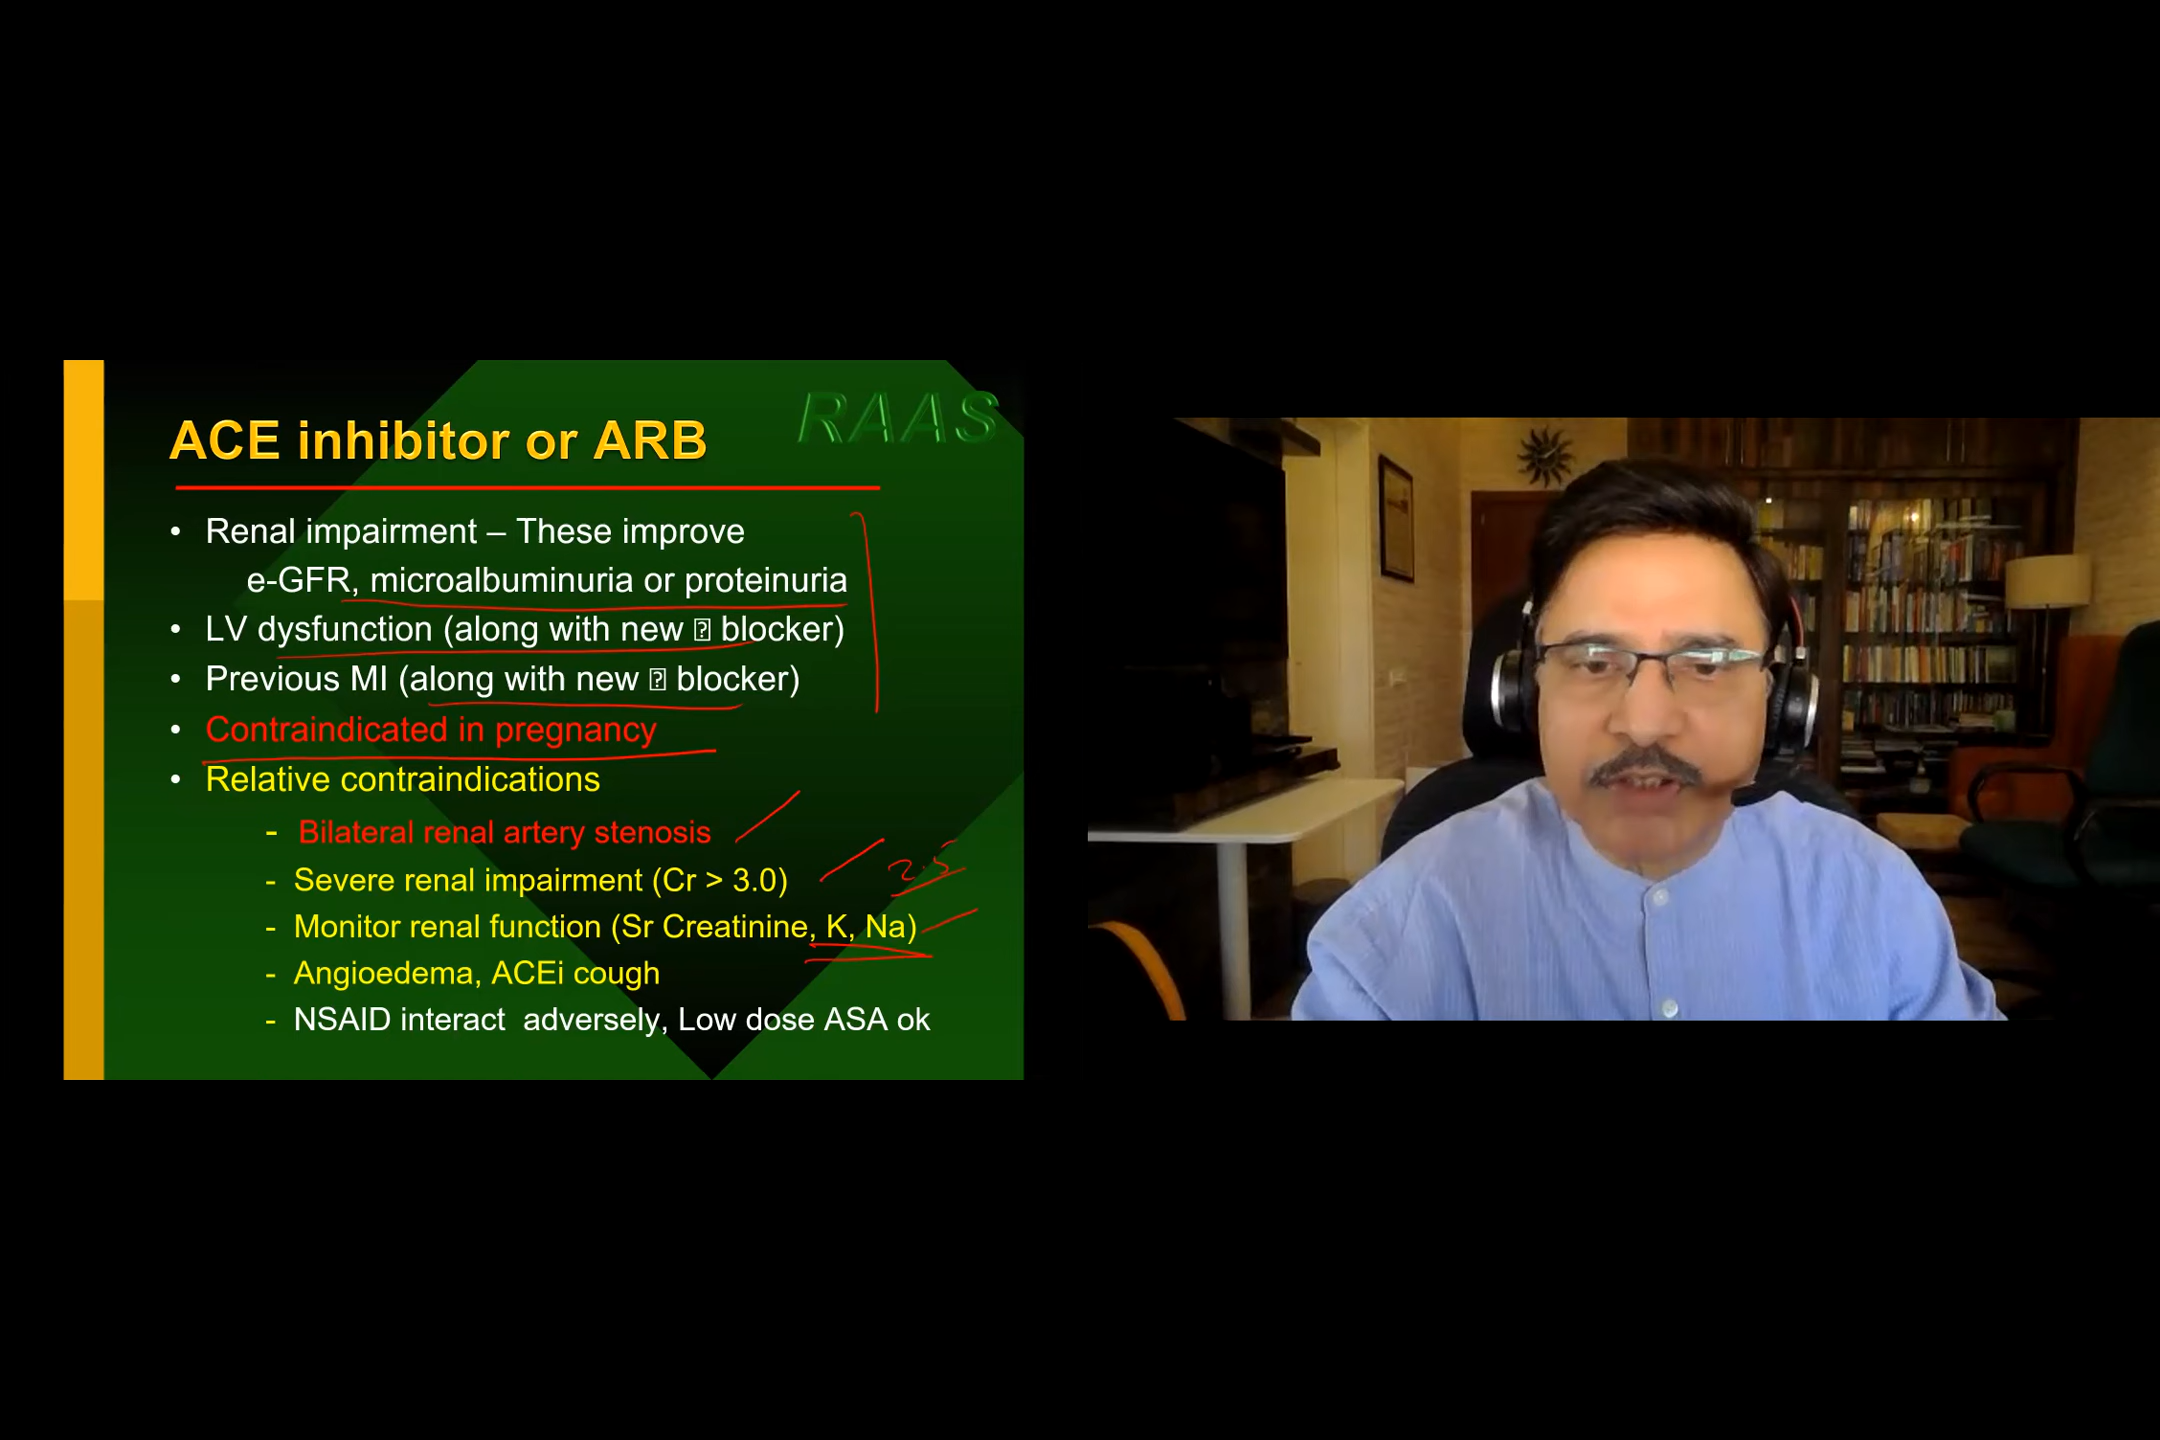 RAAS
ACE inhibitor or ARB
• Renal impairment – These improve
e-GFR, microalbuminuria or proteinuria
• LV dysfunction (along with new � blocker)
• Previous MI (along with new � blocker)
• Contraindicated in pregnancy
• Relative contraindications
- Bilateral renal artery stenosis
- Severe renal impairment (Cr > 3.0)
2.5
- Monitor renal function (Sr Creatinine, K, Na)
- Angioedema, ACEi cough
- NSAID interact adversely, Low dose ASA ok